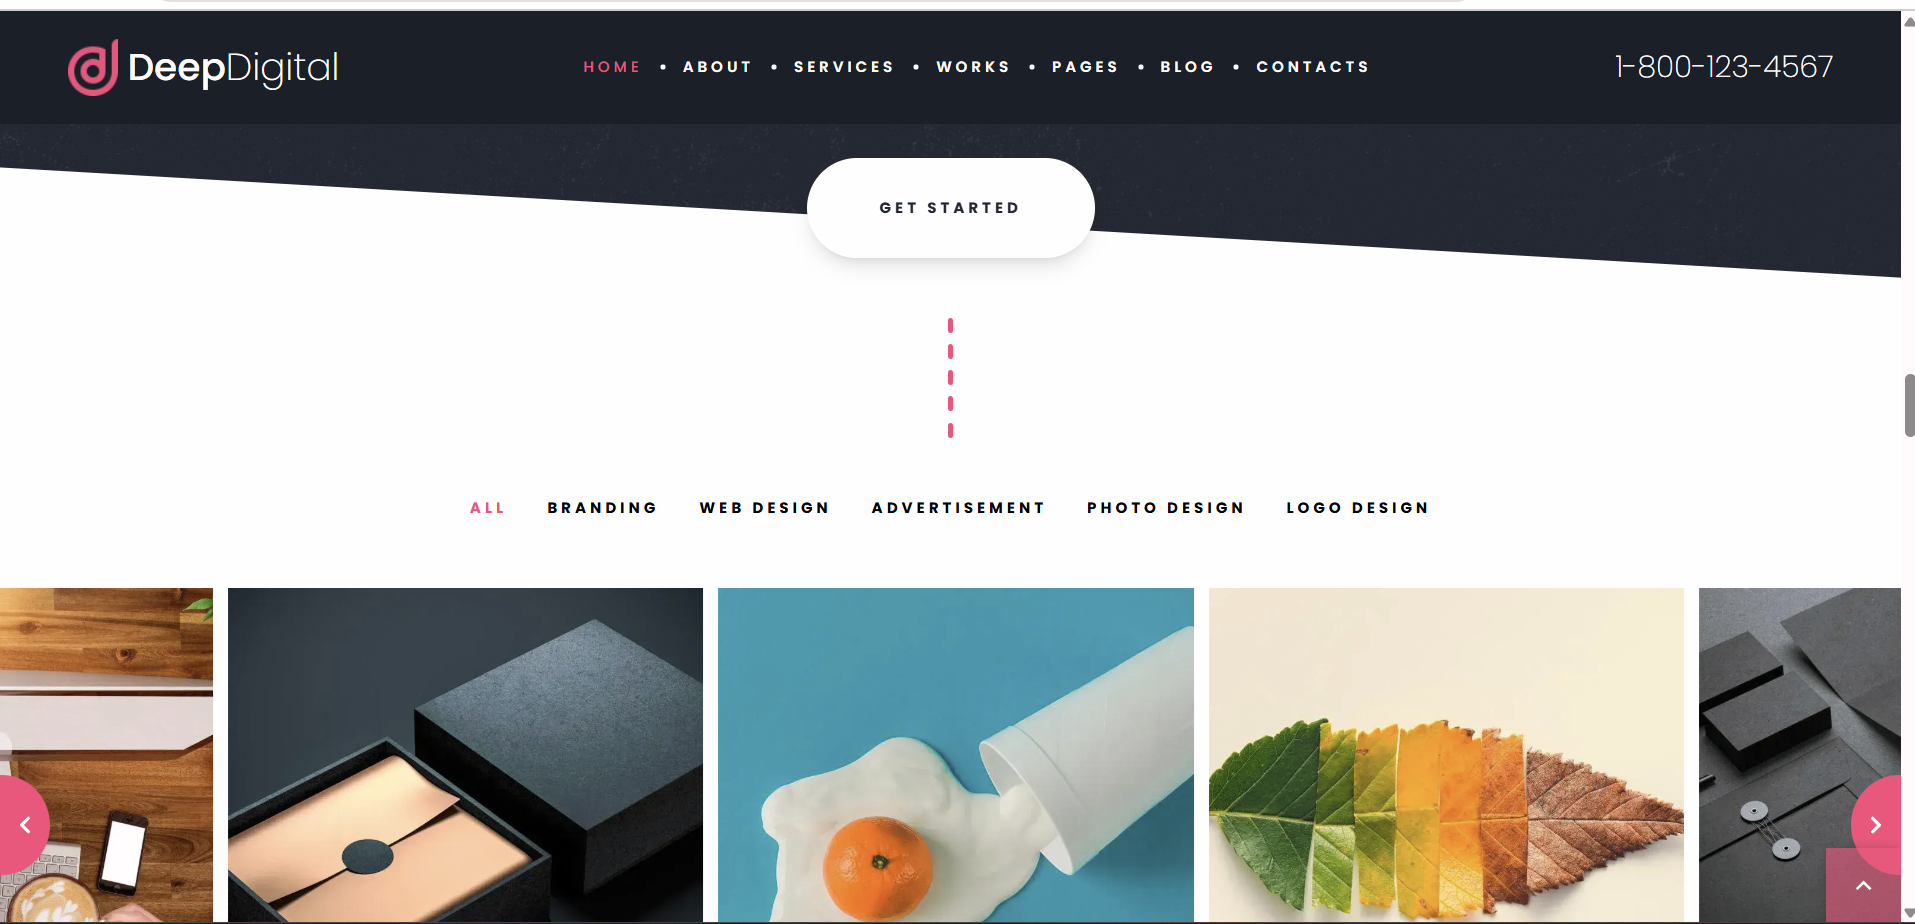 DeepDigital
HOME • ABOUT • SERVICES • WORKS • PAGES • BLOG • CONTACTS
1-800-123-4567
GET STARTED
ALL BRANDING WEB DESIGN ADVERTISEMENT PHOTO DESIGN LOGO DESIGN